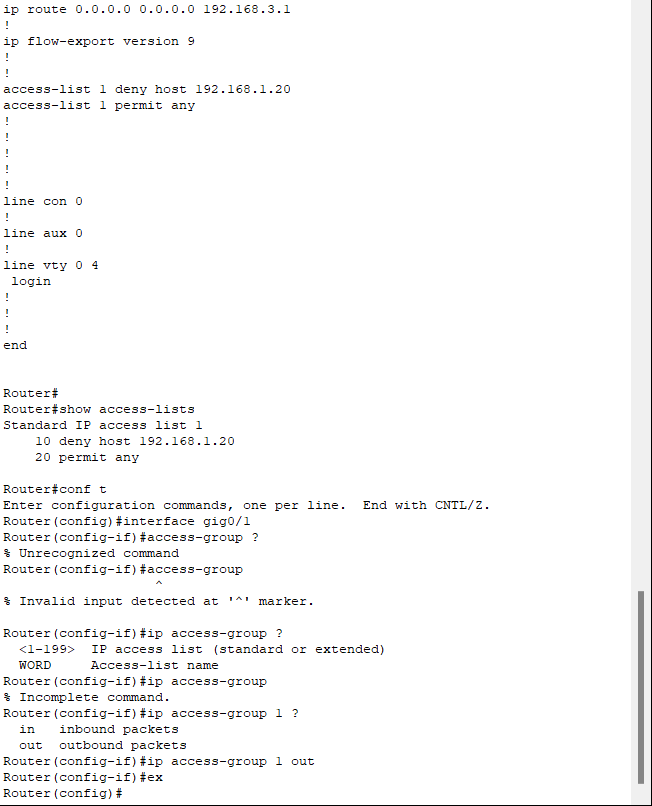 ip route 0.0.0.0 0.0.0.0 192.168.3.1
!
ip flow-export version 9
!
!
access-list 1 deny host 192.168.1.20
access-list 1 permit any
!
!
!
!
!
line con 0
!
line aux 0
!
line vty 0 4
 login
!
!
!
end
Router#
Router#show access-lists
Standard IP access list 1
    10 deny host 192.168.1.20
    20 permit any
Router#conf t
Enter configuration commands, one per line.  End with CNTL/Z.
Router(config)#interface gig0/1
Router(config-if)#access-group ?
% Unrecognized command
Router(config-if)#access-group
                   ^
% Invalid input detected at '^' marker.
Router(config-if)#ip access-group ?
  <1-199>  IP access list (standard or extended)
  WORD     Access-list name
Router(config-if)#ip access-group
% Incomplete command.
Router(config-if)#ip access-group 1 ?
  in   inbound packets
  out  outbound packets
Router(config-if)#ip access-group 1 out
Router(config-if)#ex
Router(config)#